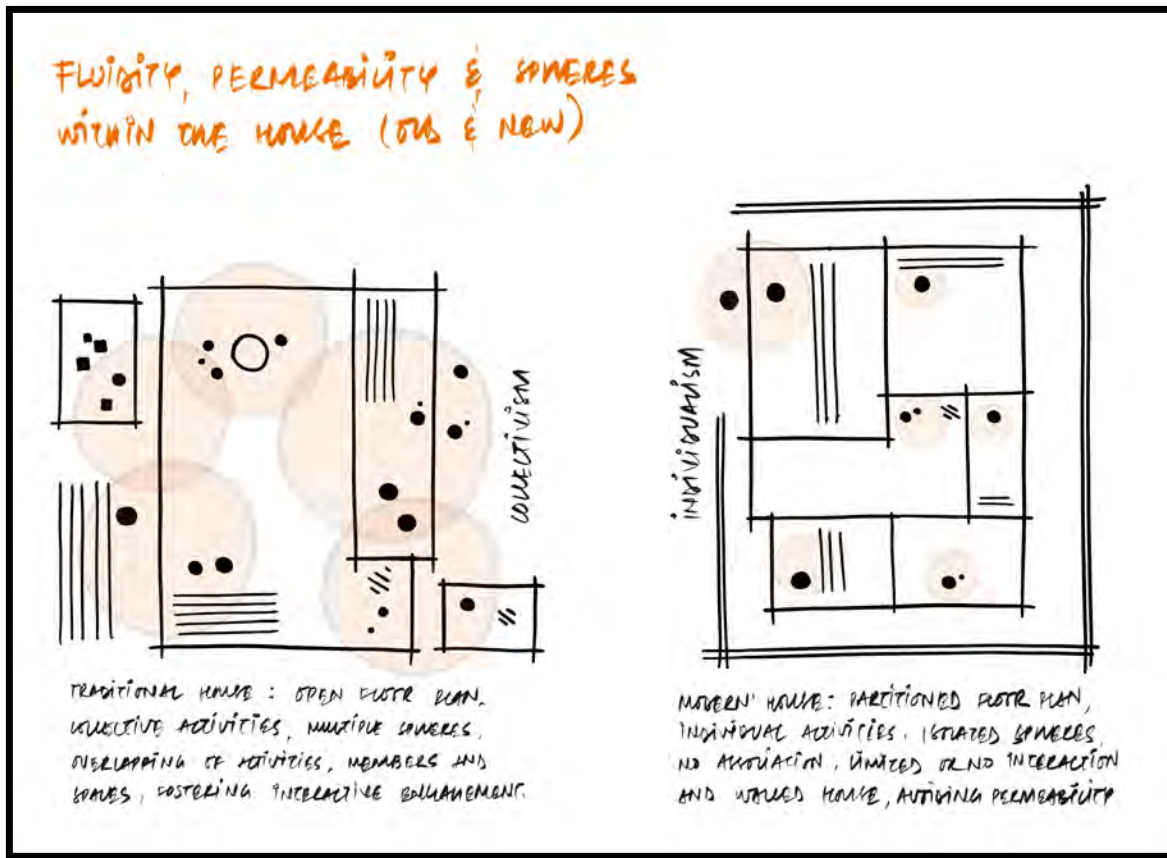 FLUIDITY, PERMEABILITY & SPHERES
WITHIN THE HOUSE (OLD & NEW)
COLLECTIVISM
TRADITIONAL HOUSE : OPEN FLOOR PLAN,
COLLECTIVE ACTIVITIES, MULTIPLE SPHERES,
OVERLAPPING OF ACTIVITIES, MEMBERS AND
SPACES, FOSTERING INTERACTIVE ENGAGEMENT.
INDIVIDUALISM
MODERN HOUSE : PARTITIONED FLOOR PLAN,
INDIVIDUAL ACTIVITIES, ISOLATED SPHERES,
NO ASSOCIATION, LIMITED OR NO INTERACTION
AND WALLED HOUSE, AVOIDING PERMEABILITY